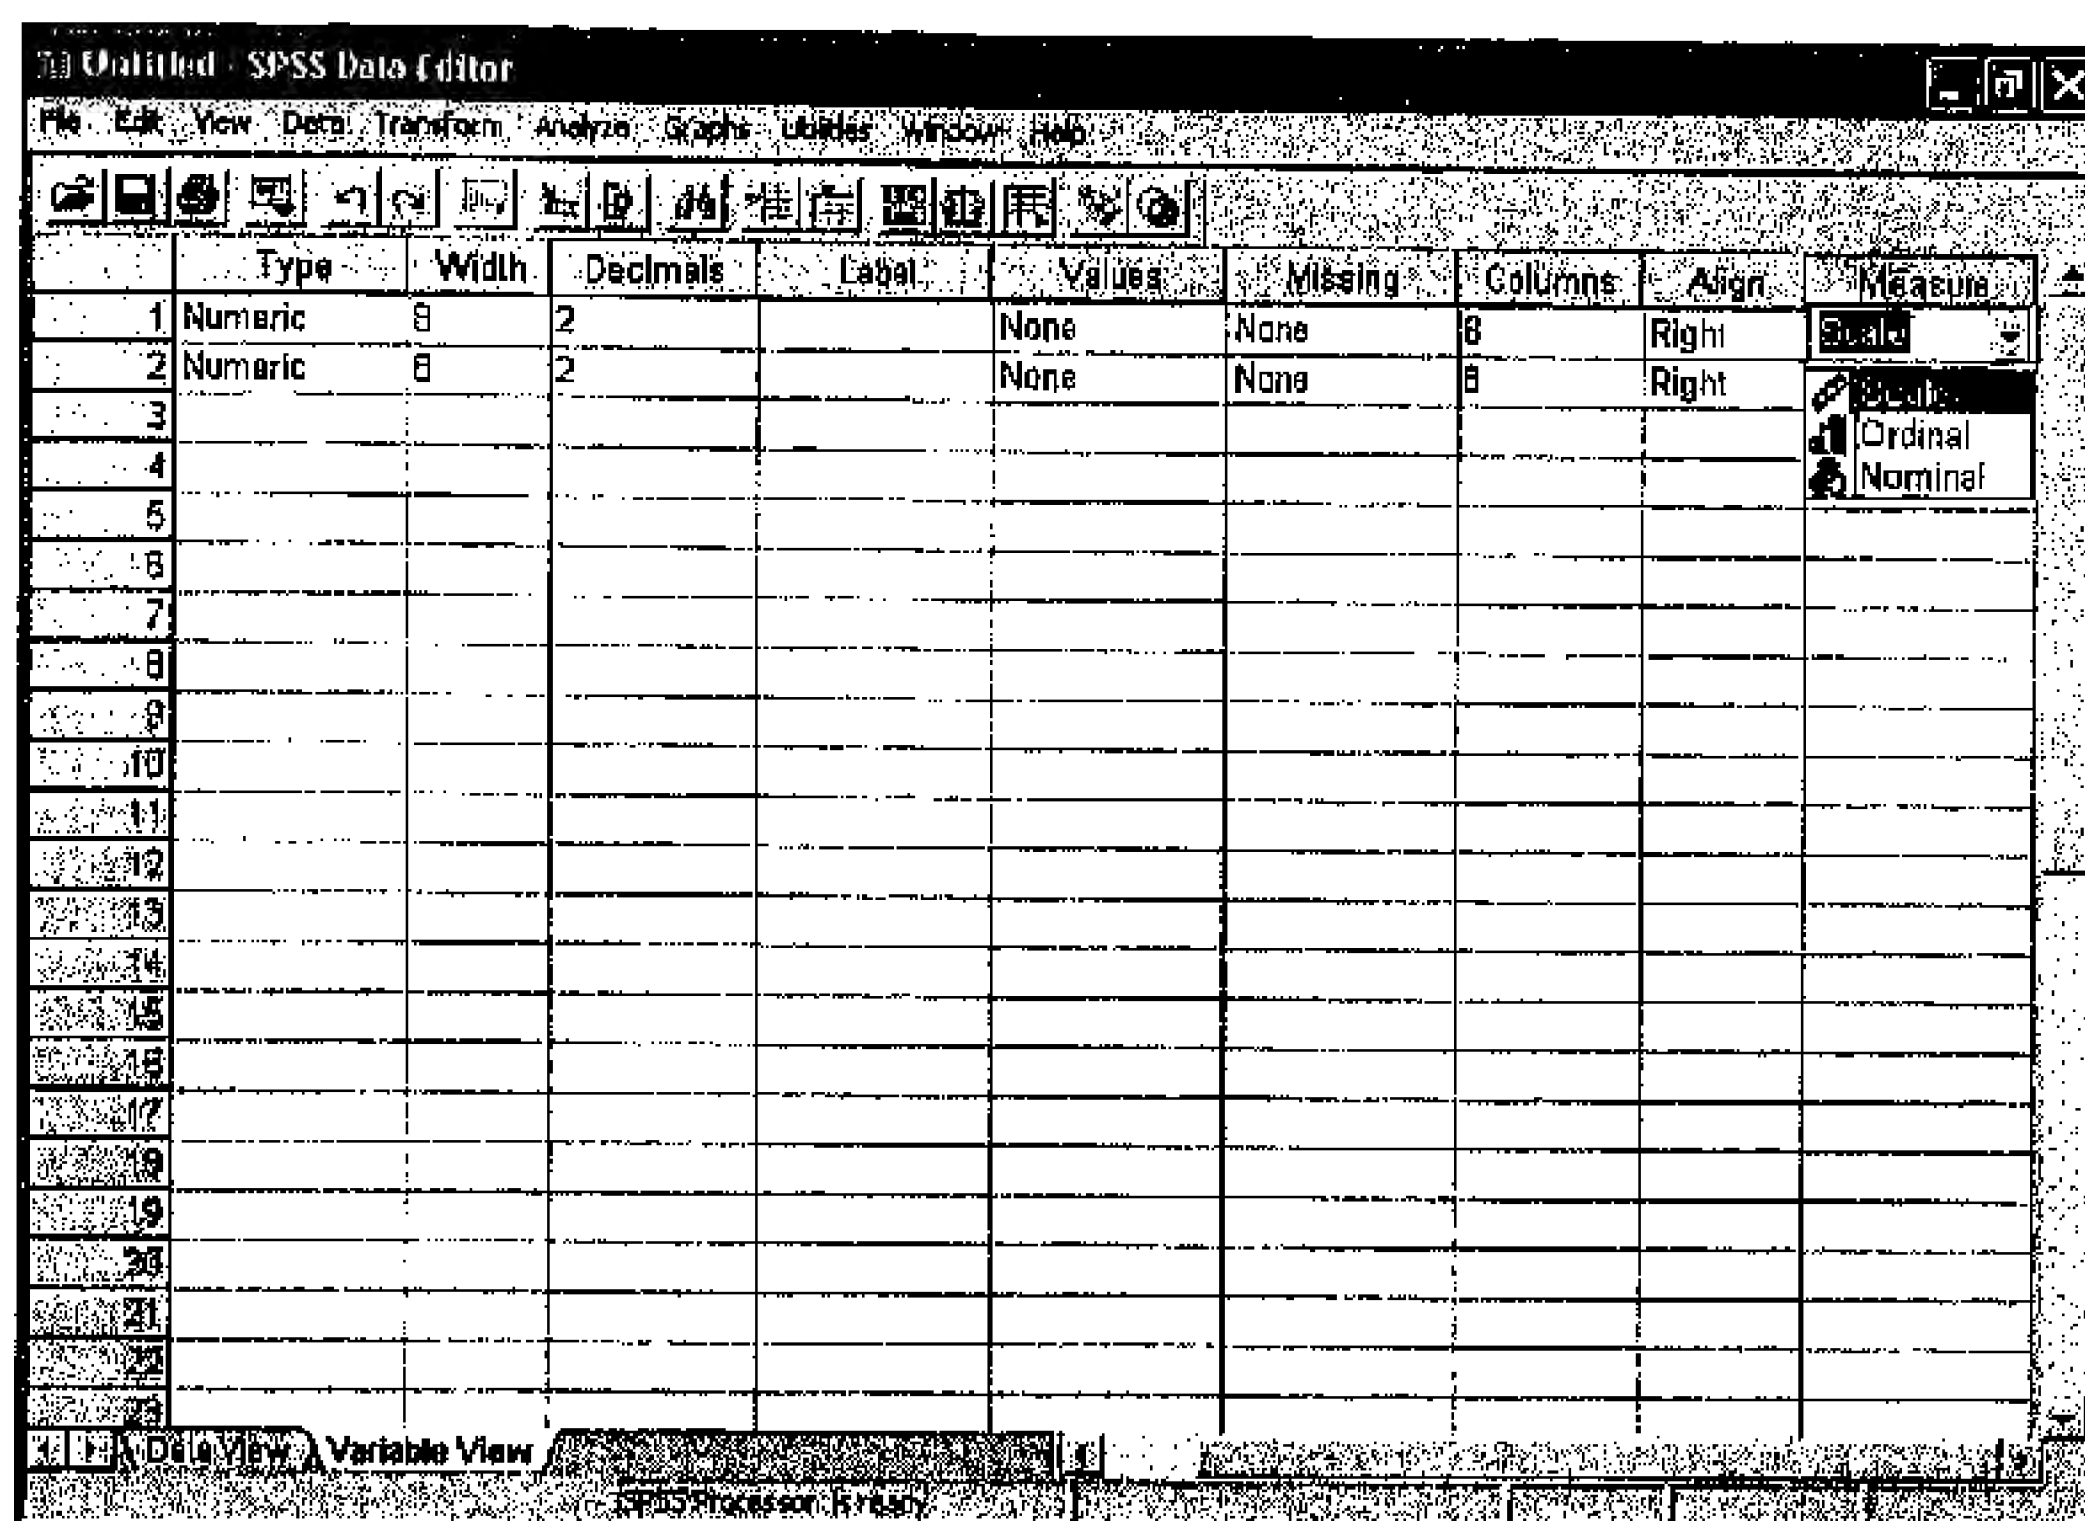 Untitled - SPSS Data Editor
File Edit View Data Transform Analyze Graphs Utilities Window Help
Type Width Decimals Label Values Missing Columns Align Measure
1 Numeric 8 2 None None 8 Right Scale
2 Numeric 8 2 None None 8 Right Scale
3 Ordinal
4 Nominal
5
6
7
8
9
10
11
12
13
14
15
16
17
18
19
20
21
22
23
Data View Variable View
SPSS Processor is ready